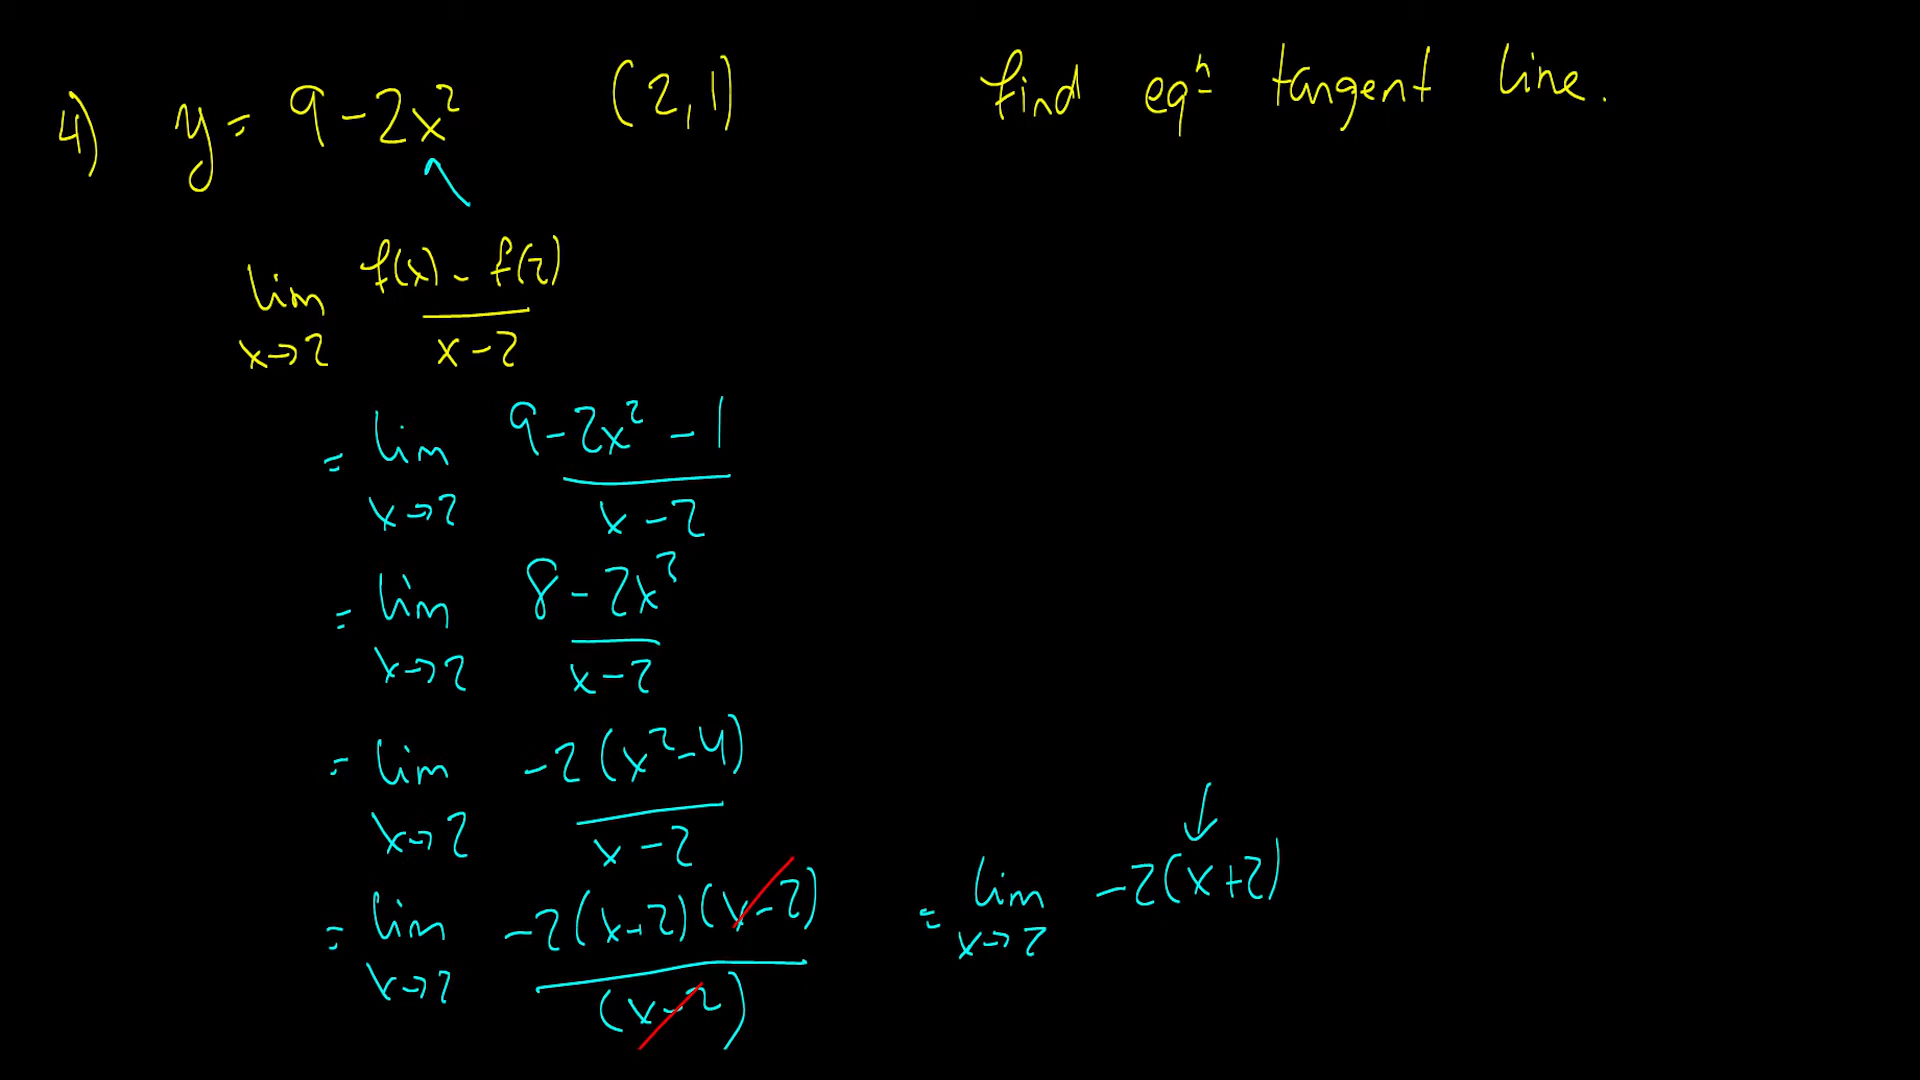 4) y = 9 - 2x² (2,1) find eqⁿ tangent line.
lim x→2 f(x) - f(2) / x - 2
= lim x→2 9 - 2x² - 1 / x - 2
= lim x→2 8 - 2x² / x - 2
= lim x→2 -2(x² - 4) / x - 2
= lim x→2 -2(x+2)(x-2) / (x-2) = lim x→2 -2(x+2)